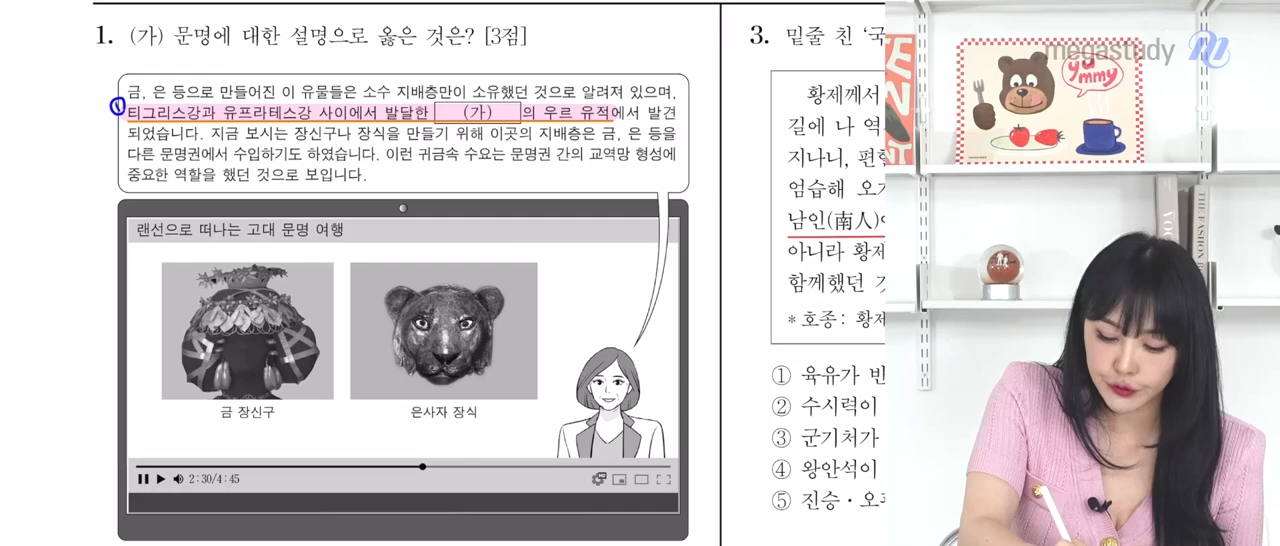 1. (가) 문명에 대한 설명으로 옳은 것은? [3점]
금, 은 등으로 만들어진 이 유물들은 소수 지배층만이 소유했던 것으로 알려져 있으며,
티그리스강과 유프라테스강 사이에서 발달한 (가) 의 우르 유적에서 발견
되었습니다. 지금 보시는 장신구나 장식을 만들기 위해 이곳의 지배층은 금, 은 등을
다른 문명권에서 수입하기도 하였습니다. 이런 귀금속 수요는 문명권 간의 교역망 형성에
중요한 역할을 했던 것으로 보입니다.
랜선으로 떠나는 고대 문명 여행
금 장신구
은사자 장식
2:30/4:45
3. 밑줄 친 ‘국
황제께서
길에 나 역
지나니, 편
엄습해 오
남인(南人)
아니라 황제
함께했던
* 호종: 황제
① 육유가 반
② 수시력이
③ 군기처가
④ 왕안석이
⑤ 진승·오
megastudy
yummy
THE FASHION